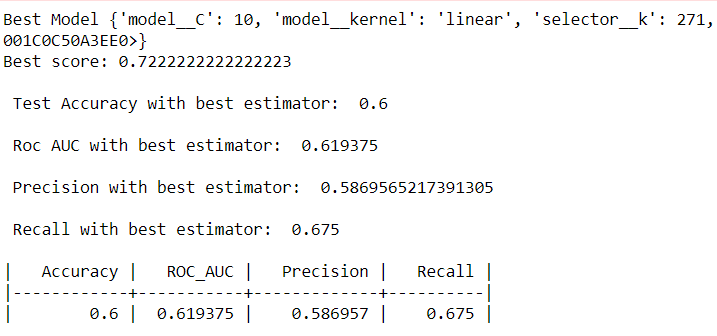 Best Model {'model__C': 10, 'model__kernel': 'linear', 'selector__k': 271,
001C0C50A3EE0>}
Best score: 0.7222222222222223
Test Accuracy with best estimator:  0.6
Roc AUC with best estimator:  0.619375
Precision with best estimator:  0.5869565217391305
Recall with best estimator:  0.675
|   Accuracy |   ROC_AUC |   Precision |   Recall |
|------------+-----------+-------------+----------|
|        0.6 |  0.619375 |    0.586957 |    0.675 |